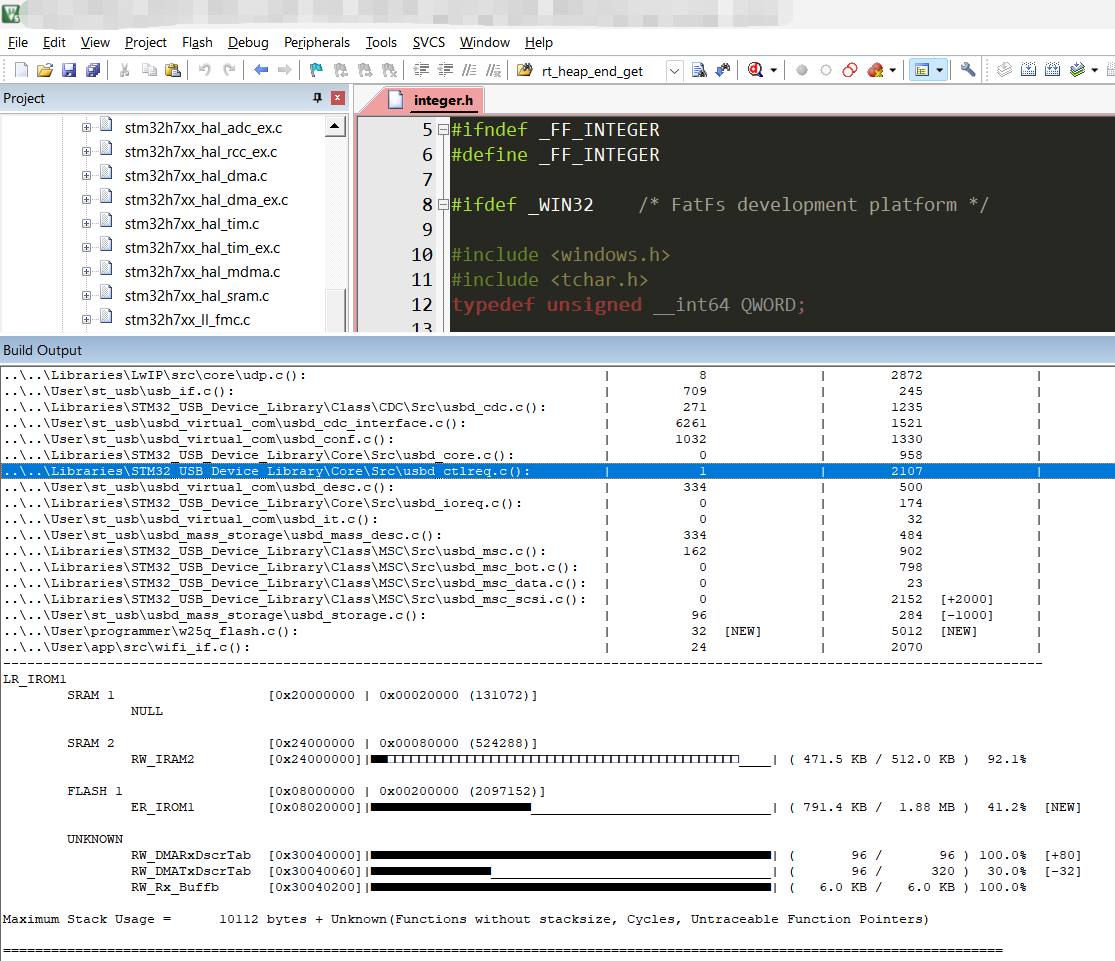 File Edit View Project Flash Debug Peripherals Tools SVCS Window Help
rt_heap_end_get
Project
integer.h
stm32h7xx_hal_adc_ex.c
stm32h7xx_hal_rcc_ex.c
stm32h7xx_hal_dma.c
stm32h7xx_hal_dma_ex.c
stm32h7xx_hal_tim.c
stm32h7xx_hal_tim_ex.c
stm32h7xx_hal_mdma.c
stm32h7xx_hal_sram.c
stm32h7xx_ll_fmc.c
5 #ifndef _FF_INTEGER
6 #define _FF_INTEGER
7
8 #ifdef _WIN32 /* FatFs development platform */
9
10 #include <windows.h>
11 #include <tchar.h>
12 typedef unsigned __int64 QWORD;
13
Build Output
..\..\Libraries\LwIP\src\core\udp.c(): | 8 | 2872 |
..\..\User\st_usb\usb_if.c(): | 709 | 245 |
..\..\Libraries\STM32_USB_Device_Library\Class\CDC\Src\usbd_cdc.c(): | 271 | 1235 |
..\..\User\st_usb\usbd_virtual_com\usbd_cdc_interface.c(): | 6261 | 1521 |
..\..\User\st_usb\usbd_virtual_com\usbd_conf.c(): | 1032 | 1330 |
..\..\Libraries\STM32_USB_Device_Library\Core\Src\usbd_core.c(): | 0 | 958 |
..\..\Libraries\STM32_USB_Device_Library\Core\Src\usbd_ctlreq.c(): | 1 | 2107 |
..\..\User\st_usb\usbd_virtual_com\usbd_desc.c(): | 334 | 500 |
..\..\Libraries\STM32_USB_Device_Library\Core\Src\usbd_ioreq.c(): | 0 | 174 |
..\..\User\st_usb\usbd_virtual_com\usbd_it.c(): | 0 | 32 |
..\..\User\st_usb\usbd_mass_storage\usbd_mass_desc.c(): | 334 | 484 |
..\..\Libraries\STM32_USB_Device_Library\Class\MSC\Src\usbd_msc.c(): | 162 | 902 |
..\..\Libraries\STM32_USB_Device_Library\Class\MSC\Src\usbd_msc_bot.c(): | 0 | 798 |
..\..\Libraries\STM32_USB_Device_Library\Class\MSC\Src\usbd_msc_data.c(): | 0 | 23 |
..\..\Libraries\STM32_USB_Device_Library\Class\MSC\Src\usbd_msc_scsi.c(): | 0 | 2152 [+2000] |
..\..\User\st_usb\usbd_mass_storage\usbd_storage.c(): | 96 | 284 [-1000] |
..\..\User\programmer\w25q_flash.c(): | 32 [NEW] | 5012 [NEW] |
..\..\User\app\src\wifi_if.c(): | 24 | 2070 |
LR_IROM1
SRAM 1 [0x20000000 | 0x00020000 (131072)]
NULL
SRAM 2 [0x24000000 | 0x00080000 (524288)]
RW_IRAM2 [0x24000000]| | ( 471.5 KB / 512.0 KB ) 92.1%
FLASH 1 [0x08000000 | 0x00200000 (2097152)]
ER_IROM1 [0x08020000]| | ( 791.4 KB / 1.88 MB ) 41.2% [NEW]
UNKNOWN
RW_DMARxDscrTab [0x30040000]| | ( 96 / 96 ) 100.0% [+80]
RW_DMATxDscrTab [0x30040060]| | ( 96 / 320 ) 30.0% [-32]
RW_Rx_Buffb [0x30040200]| | ( 6.0 KB / 6.0 KB ) 100.0%
Maximum Stack Usage = 10112 bytes + Unknown(Functions without stacksize, Cycles, Untraceable Function Pointers)